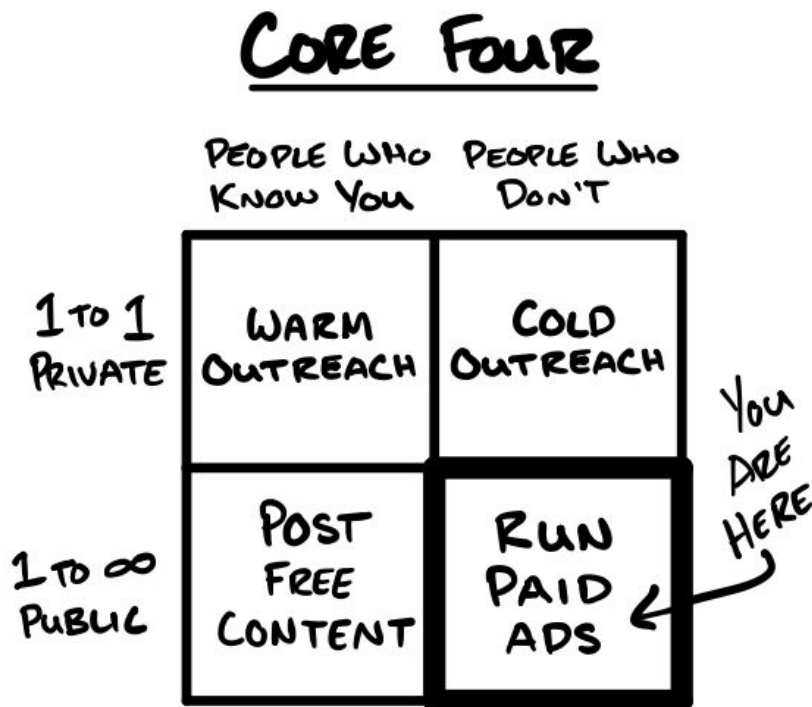 CORE FOUR
PEOPLE WHO
KNOW YOU
PEOPLE WHO
DON'T
1 TO 1
PRIVATE
WARM
OUTREACH
COLD
OUTREACH
YOU
ARE
HERE
1 TO ∞
PUBLIC
POST
FREE
CONTENT
RUN
PAID
ADS